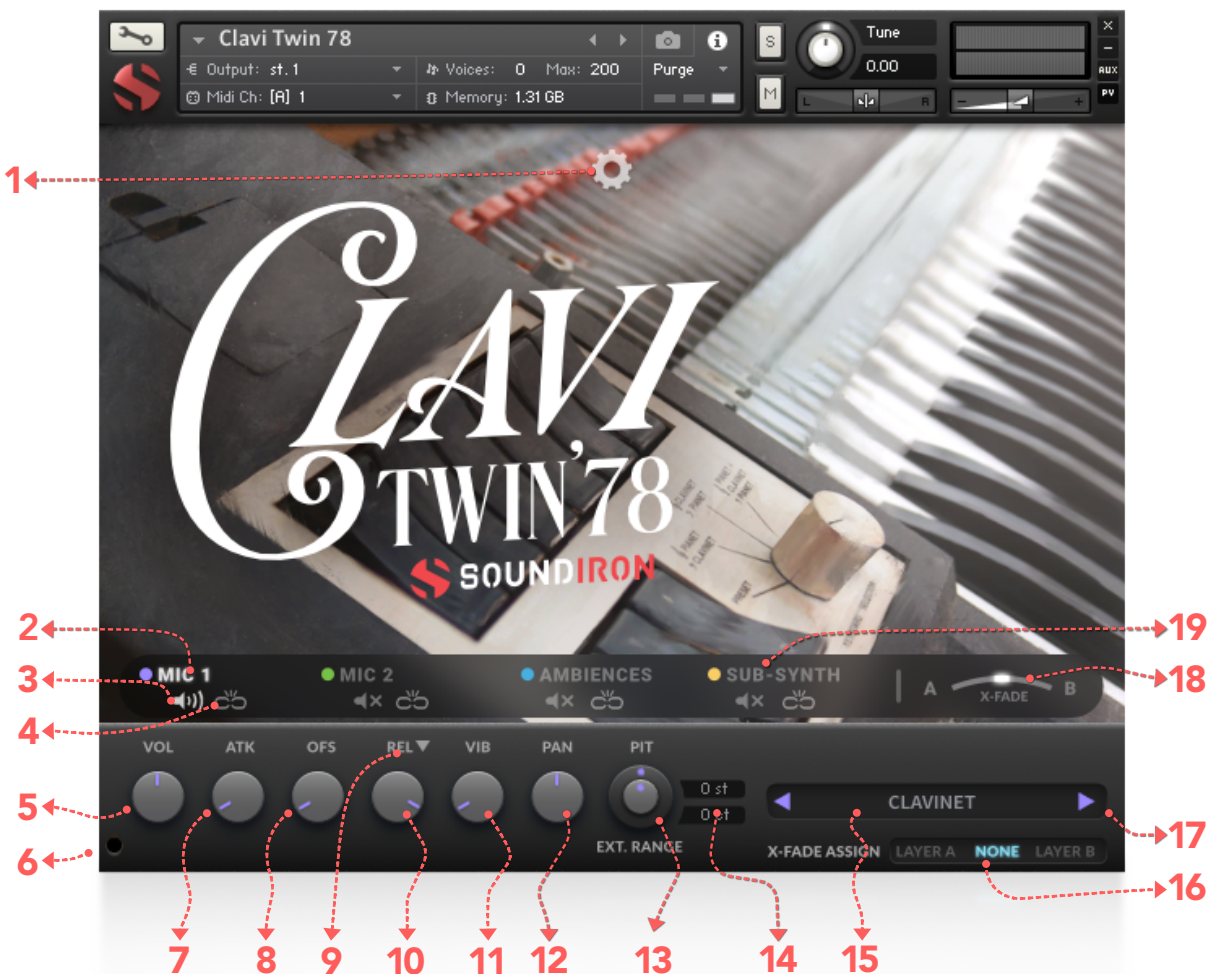 Clavi Twin 78
Output: st.1
Voices: 0 Max: 200
Purge
Midi Ch: [A] 1
Memory: 1.31 GB
S
M
Tune
0.00
L R
- +
×
-
AUX
PV
1
CLAVI
TWIN '78
SOUNDIRON
2
3
4
MIC 1
MIC 2
AMBIENCES
SUB-SYNTH
A X-FADE B
19
18
VOL ATK OFS REL▼ VIB PAN PIT
5
6
0 st
0 st
EXT. RANGE
CLAVINET
X-FADE ASSIGN LAYER A NONE LAYER B
17
16
7 8 9 10 11 12 13 14 15